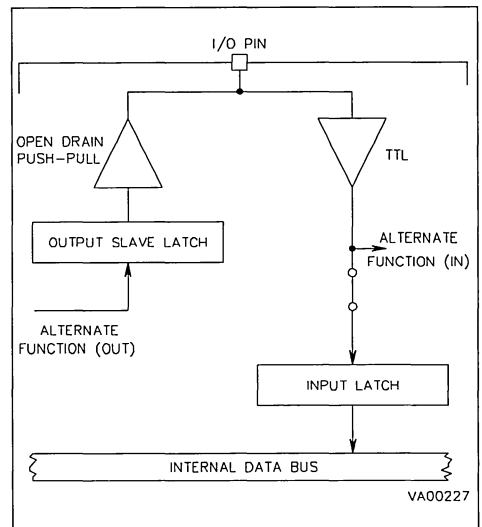 I/O PIN
OPEN DRAIN
PUSH-PULL
TTL
OUTPUT SLAVE LATCH
ALTERNATE
FUNCTION (IN)
ALTERNATE
FUNCTION (OUT)
INPUT LATCH
INTERNAL DATA BUS
VA00227